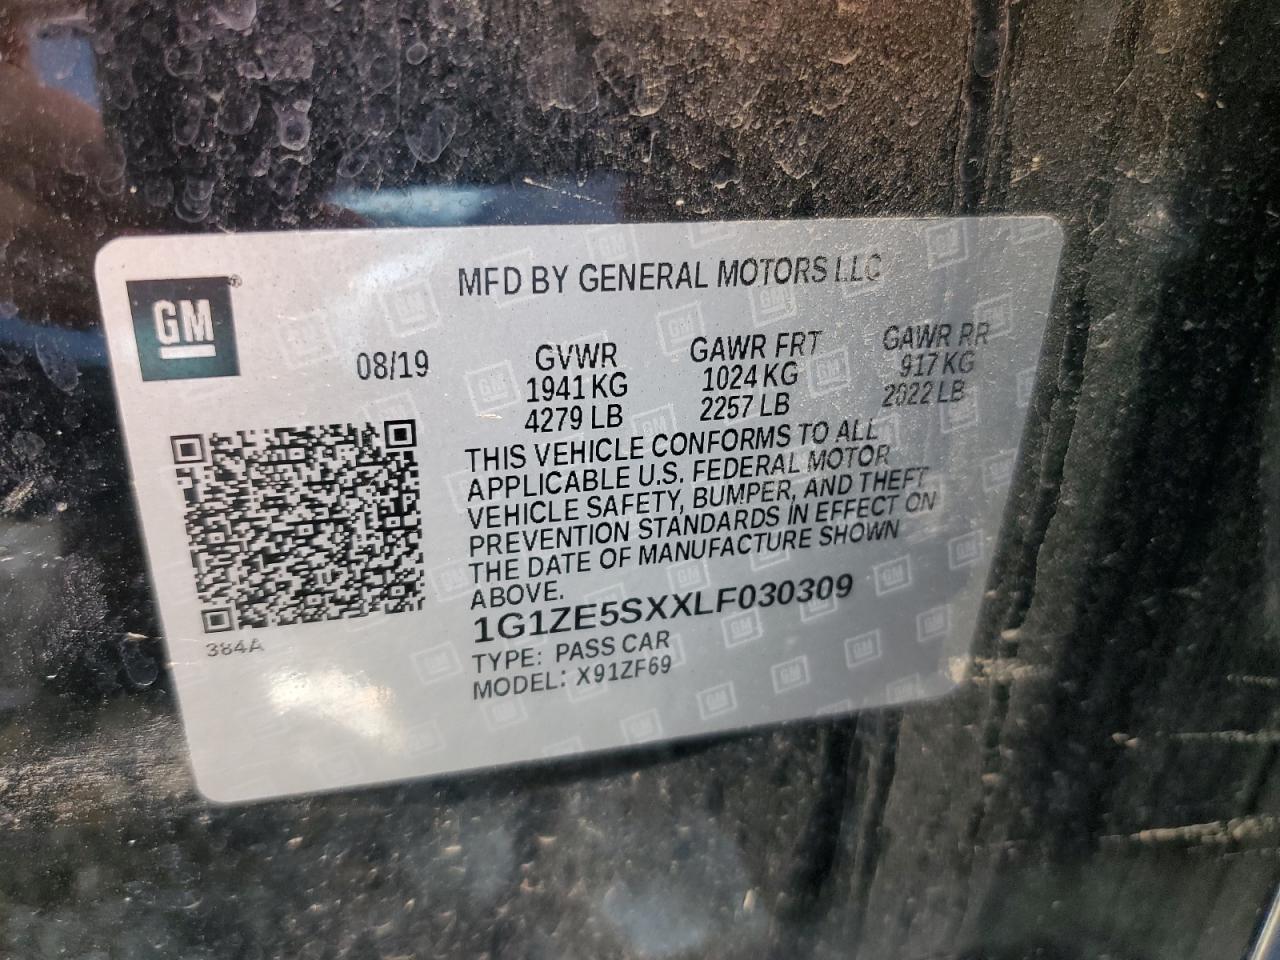 GM
MFD BY GENERAL MOTORS LLC
08/19
GVWR GAWR FRT GAWR RR
1941 KG 1024 KG 917 KG
4279 LB 2257 LB 2022 LB
THIS VEHICLE CONFORMS TO ALL
APPLICABLE U.S. FEDERAL MOTOR
VEHICLE SAFETY, BUMPER, AND THEFT
PREVENTION STANDARDS IN EFFECT ON
THE DATE OF MANUFACTURE SHOWN
ABOVE.
1G1ZE5SXXLF030309
TYPE: PASS CAR
MODEL: X91ZF69
384A